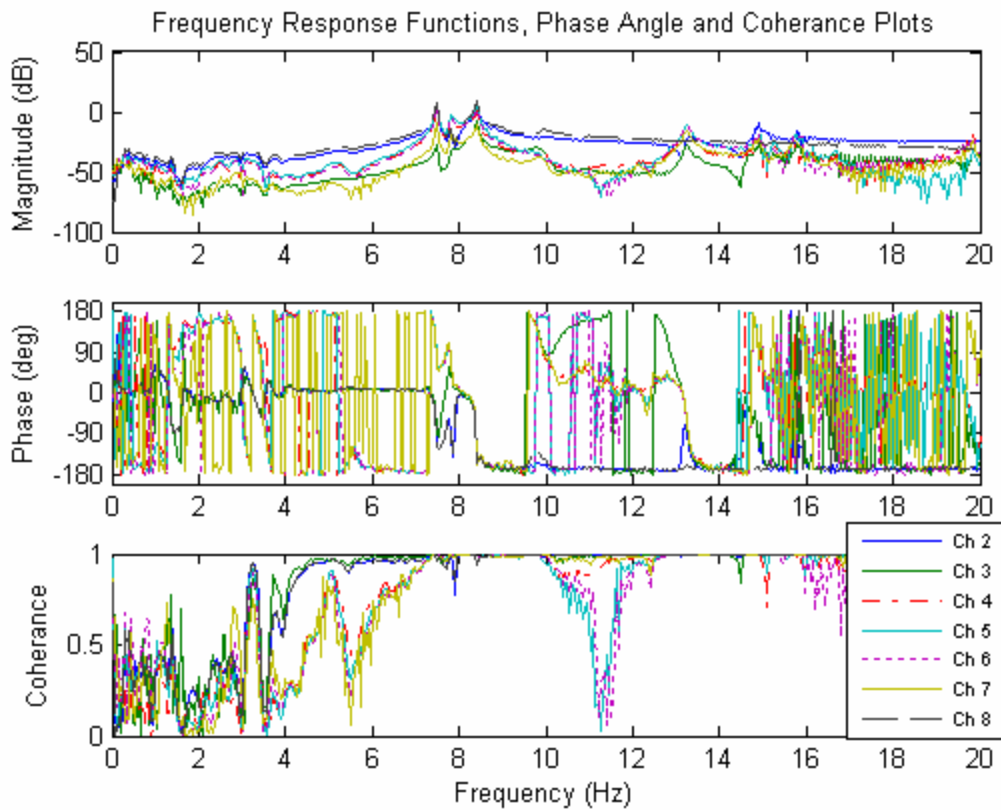 Frequency Response Functions, Phase Angle and Coherance Plots
Magnitude (dB)
50
0
-50
-100
0 2 4 6 8 10 12 14 16 18 20
Phase (deg)
180
90
0
-90
-180
0 2 4 6 8 10 12 14 16 18 20
Coherance
1
0.5
0
0 2 4 6 8 10 12 14 16 18 20
Frequency (Hz)
Ch 2
Ch 3
Ch 4
Ch 5
Ch 6
Ch 7
Ch 8